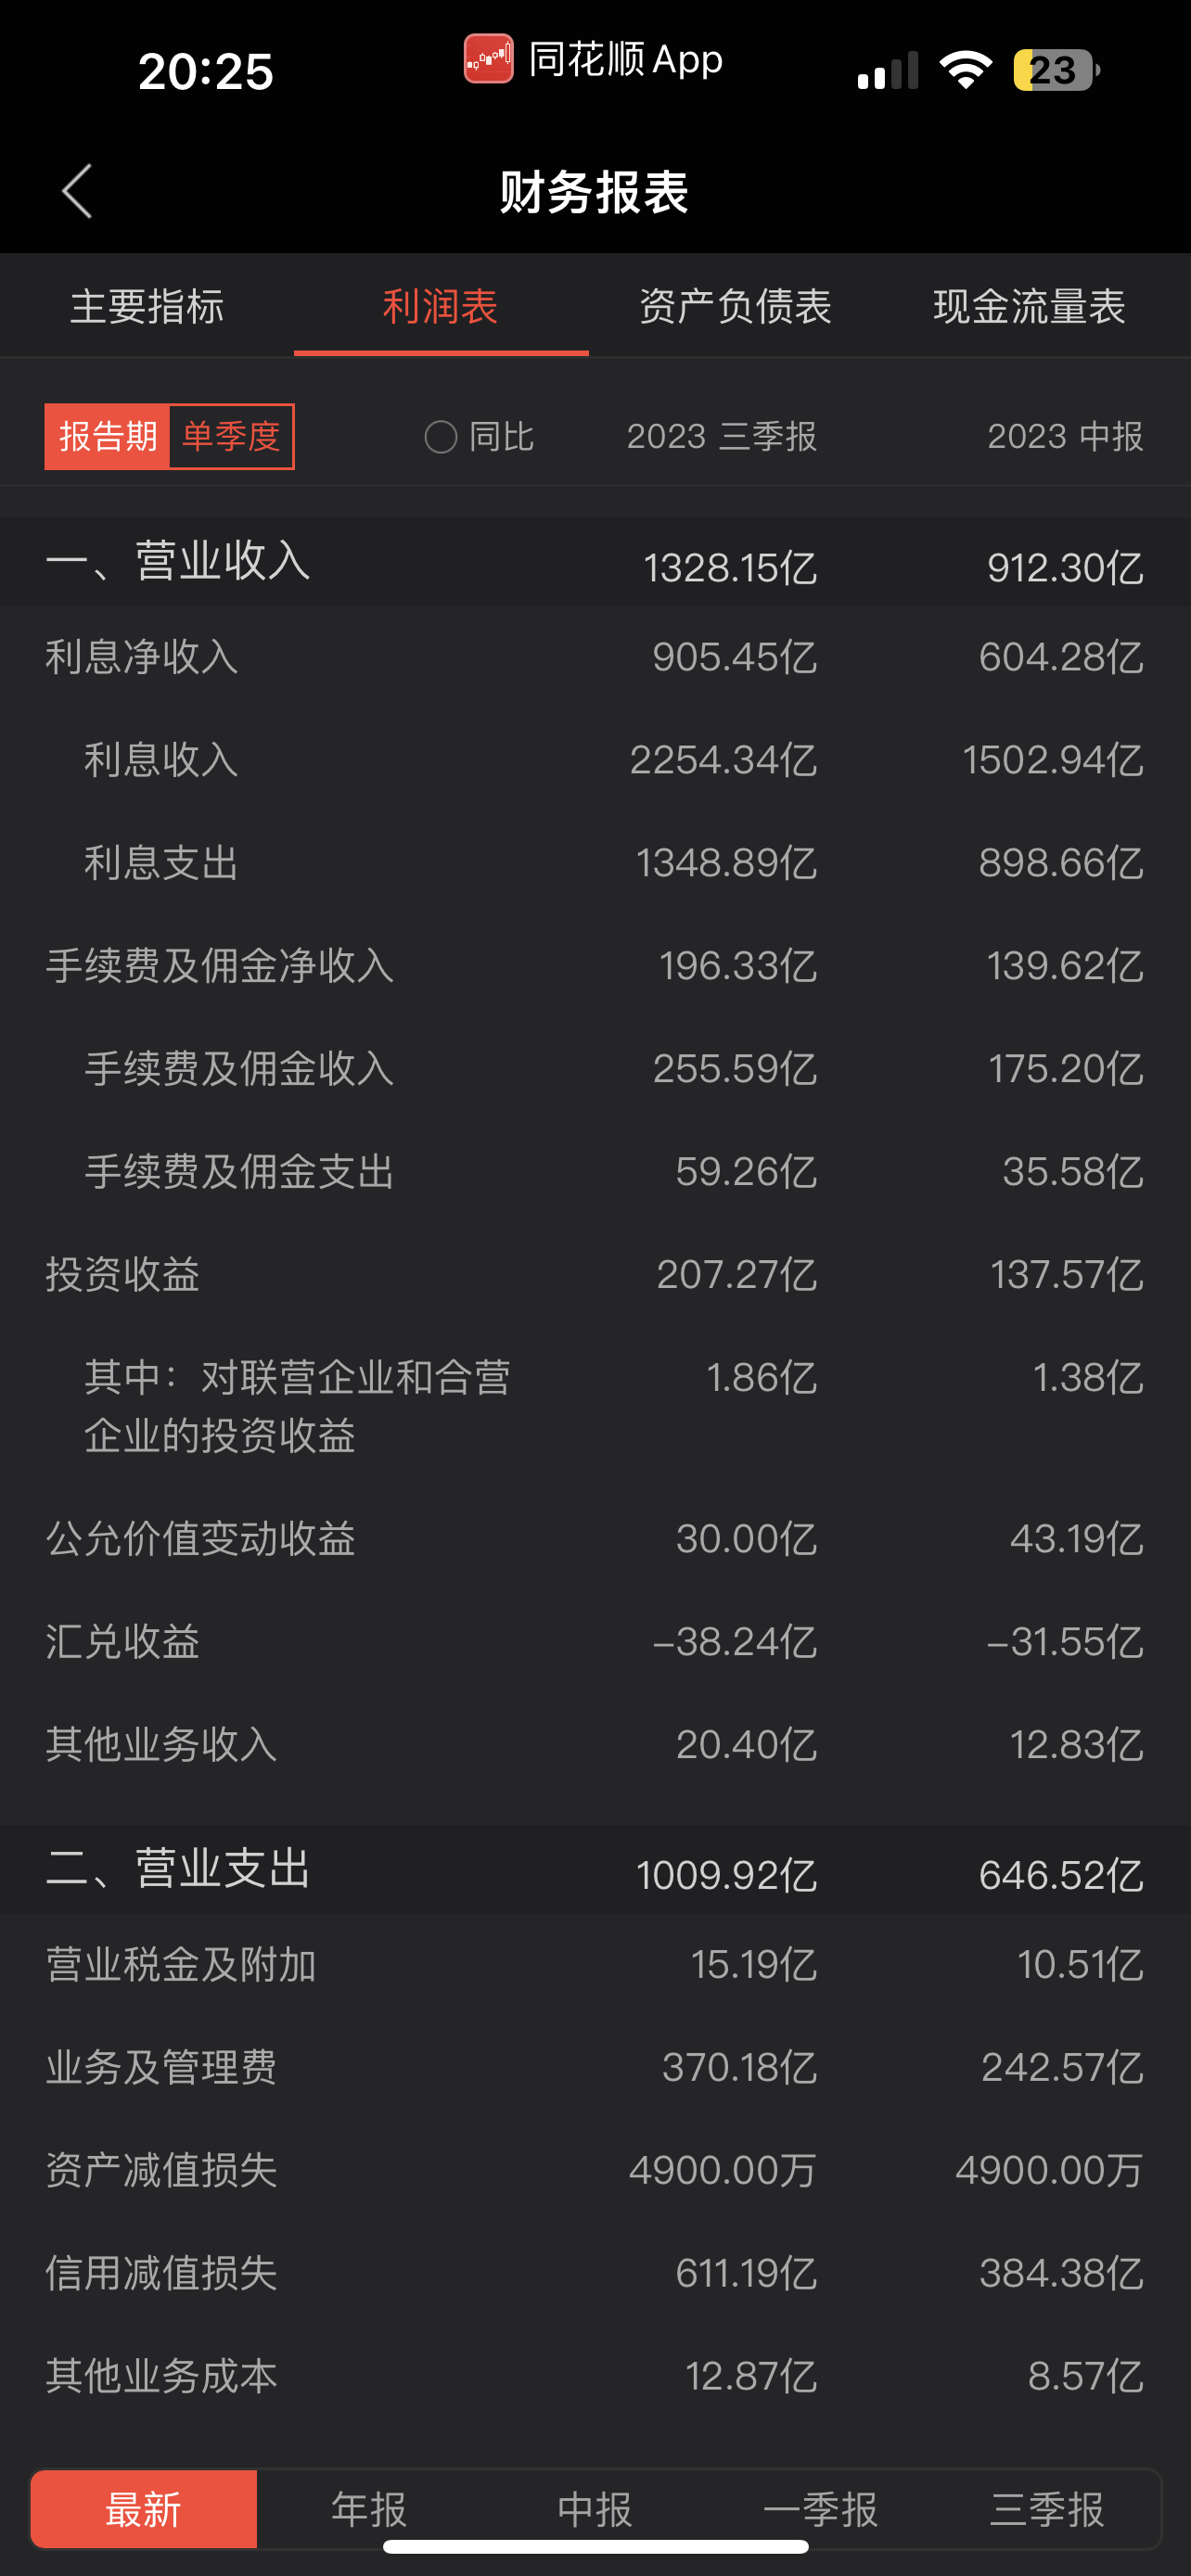 20:25
同花顺 App
23
财务报表
主要指标 利润表 资产负债表 现金流量表
报告期 单季度 同比 2023 三季报 2023 中报
一、营业收入 1328.15亿 912.30亿
利息净收入 905.45亿 604.28亿
利息收入 2254.34亿 1502.94亿
利息支出 1348.89亿 898.66亿
手续费及佣金净收入 196.33亿 139.62亿
手续费及佣金收入 255.59亿 175.20亿
手续费及佣金支出 59.26亿 35.58亿
投资收益 207.27亿 137.57亿
其中：对联营企业和合营 1.86亿 1.38亿
企业的投资收益
公允价值变动收益 30.00亿 43.19亿
汇兑收益 -38.24亿 -31.55亿
其他业务收入 20.40亿 12.83亿
二、营业支出 1009.92亿 646.52亿
营业税金及附加 15.19亿 10.51亿
业务及管理费 370.18亿 242.57亿
资产减值损失 4900.00万 4900.00万
信用减值损失 611.19亿 384.38亿
其他业务成本 12.87亿 8.57亿
最新 年报 中报 一季报 三季报